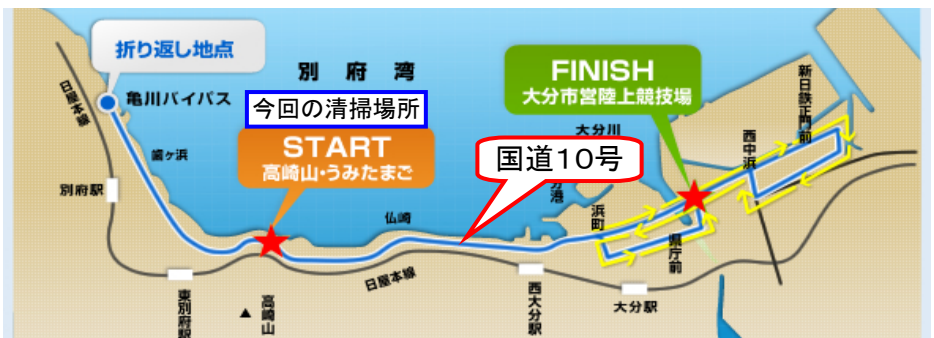 折り返し地点
亀川バイパス
日屋本線
別府湾
今回の清掃場所
START
高崎山・うみたまご
FINISH
大分市営陸上競技場
新日鉄正門前
大分川
西中浜
国道10号
分港
歯ヶ浜
別府駅
仏崎
浜町
県庁前
日屋本線
東別府駅
▲高崎山
西大分駅
大分駅